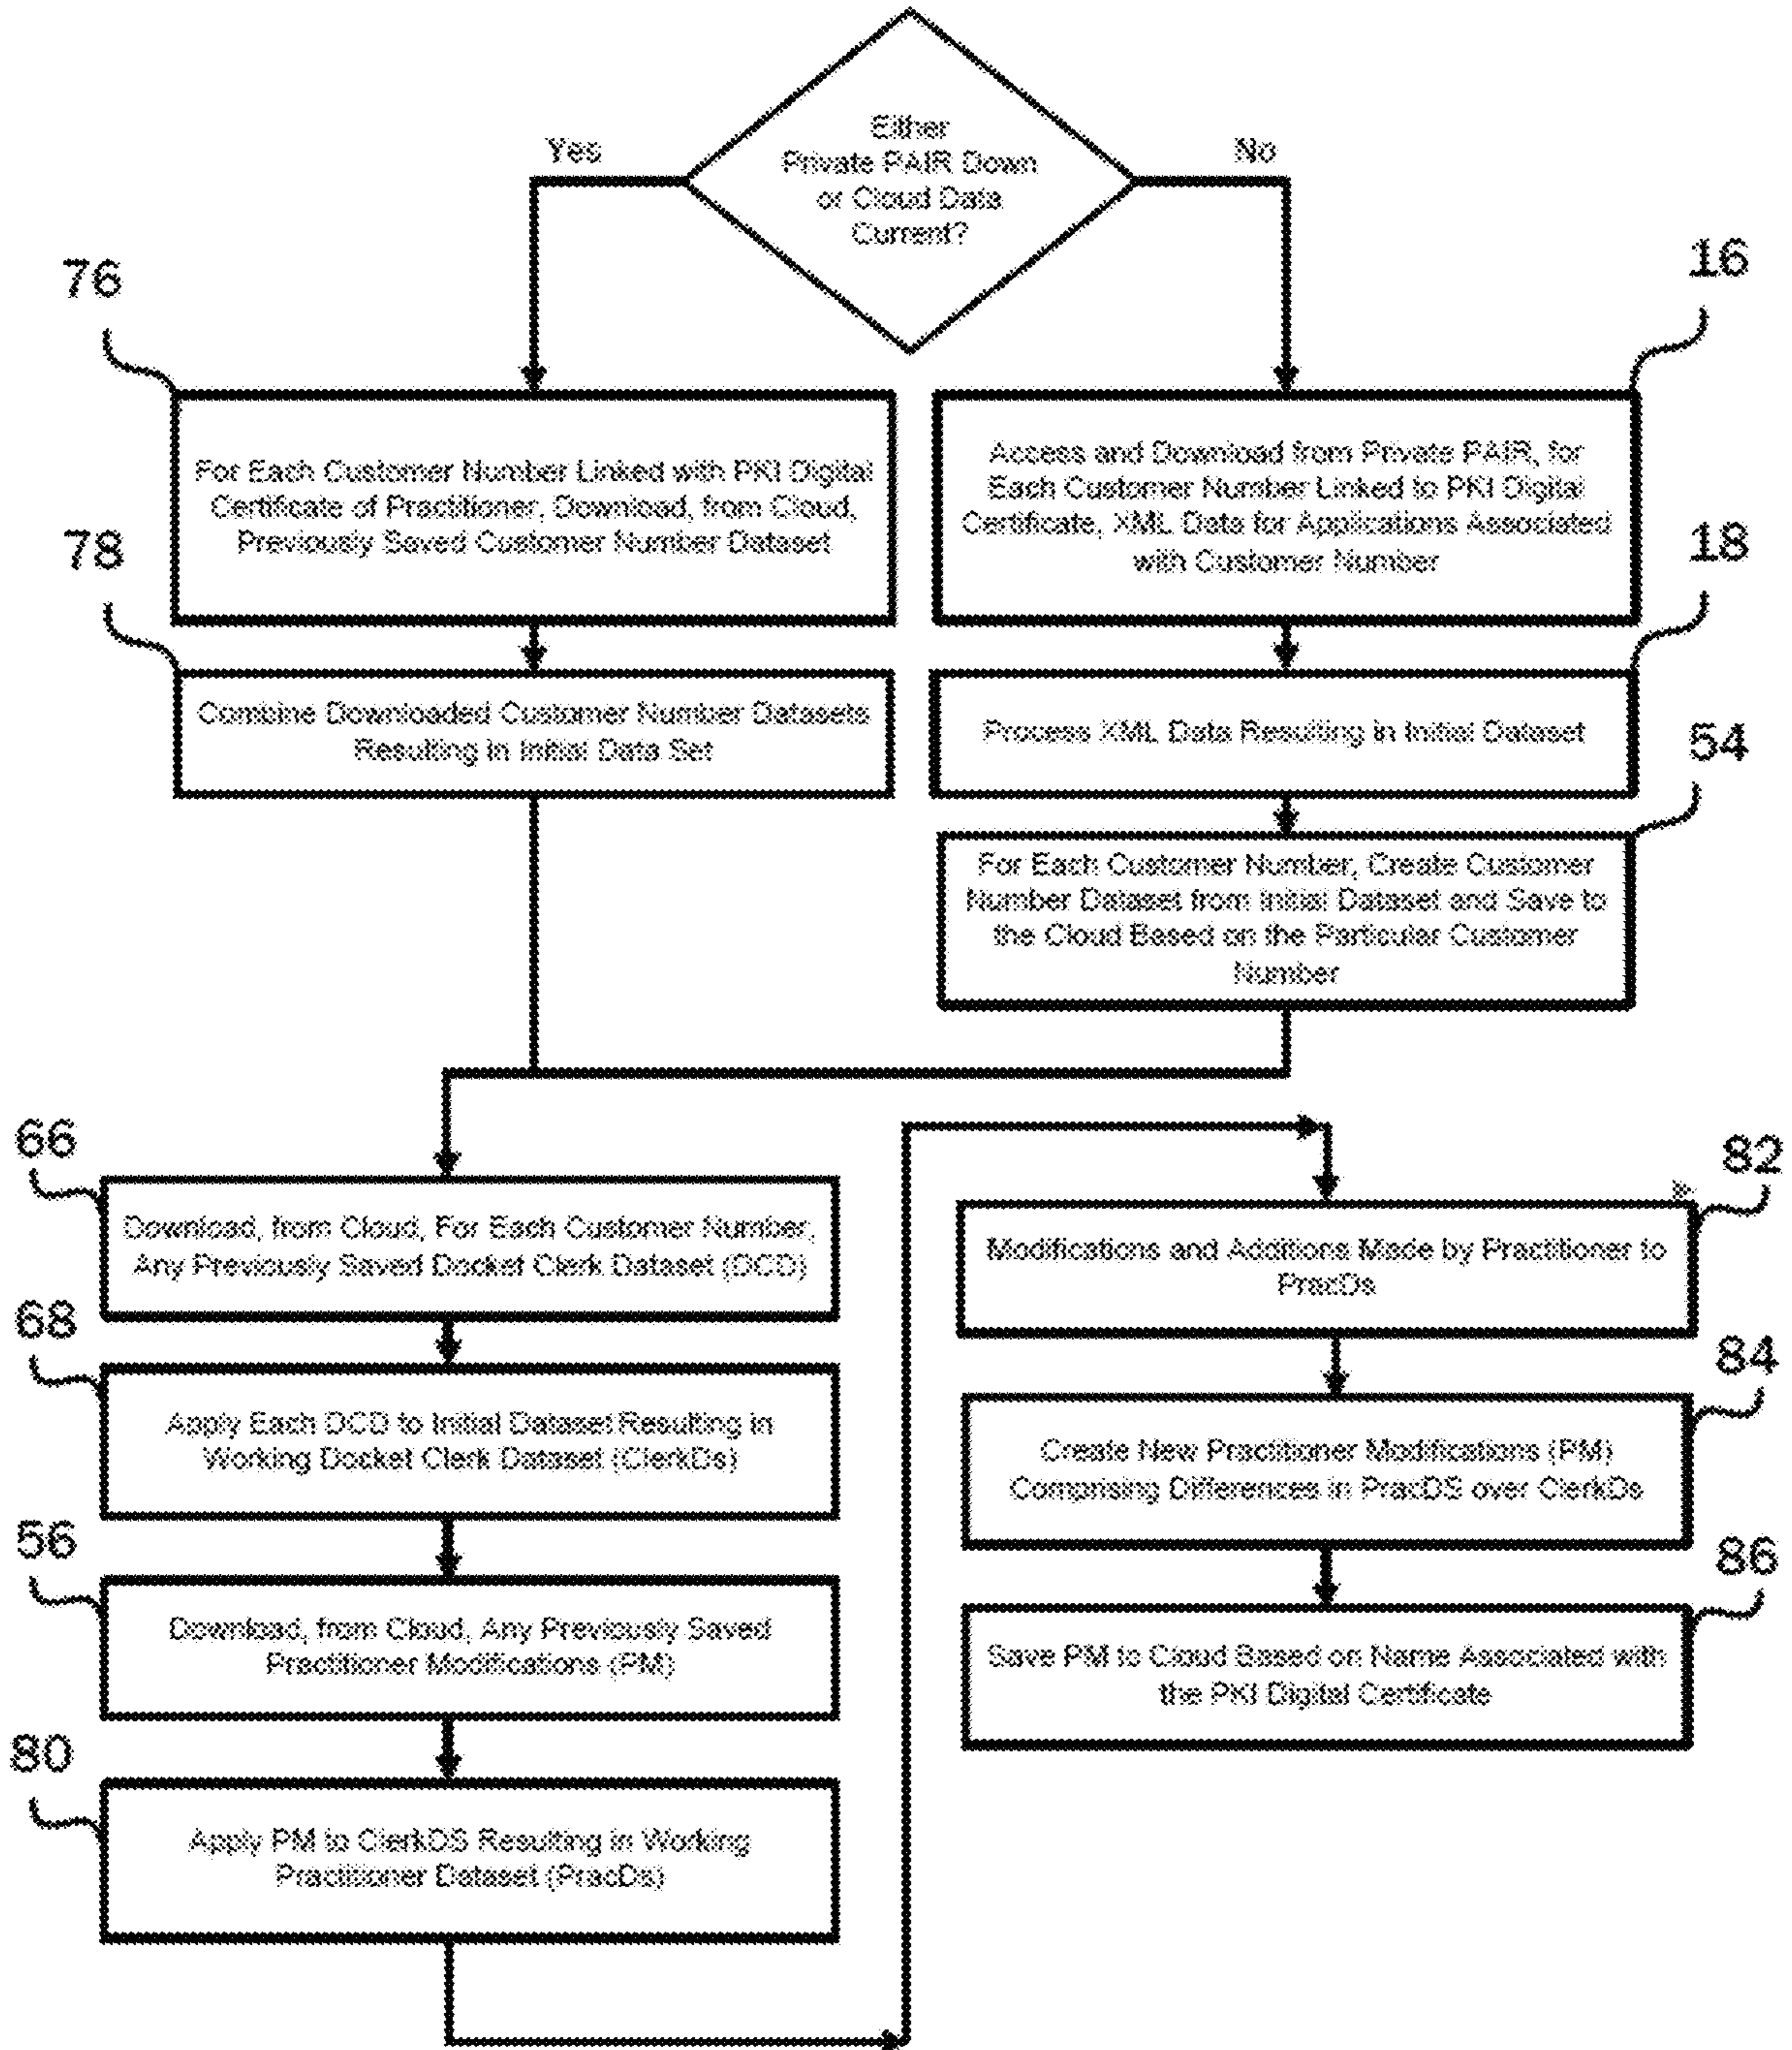 Either
Private PAIR Down
or Cloud Data
Current?
Yes
No
76
For Each Customer Number Linked with PKI Digital
Certificate of Practitioner, Download, from Cloud,
Previously Saved Customer Number Dataset
16
Access and Download from Private PAIR, for
Each Customer Number Linked to PKI Digital
Certificate, XML Data for Applications Associated
with Customer Number
78
Combine Downloaded Customer Number Datasets
Resulting in Initial Data Set
18
Process XML Data Resulting in Initial Dataset
54
For Each Customer Number, Create Customer
Number Dataset from Initial Dataset and Save to
the Cloud Based on the Particular Customer
Number
66
Download, from Cloud, For Each Customer Number,
Any Previously Saved Docket Clerk Dataset (DCD)
68
Apply Each DCD to Initial Dataset Resulting in
Working Docket Clerk Dataset (ClerkDs)
56
Download, from Cloud, Any Previously Saved
Practitioner Modifications (PM)
80
Apply PM to ClerkDS Resulting in Working
Practitioner Dataset (PracDs)
82
Modifications and Additions Made by Practitioner to
PracDs
84
Create New Practitioner Modifications (PM)
Comprising Differences in PracDS over ClerkDs
86
Save PM to Cloud Based on Name Associated with
the PKI Digital Certificate